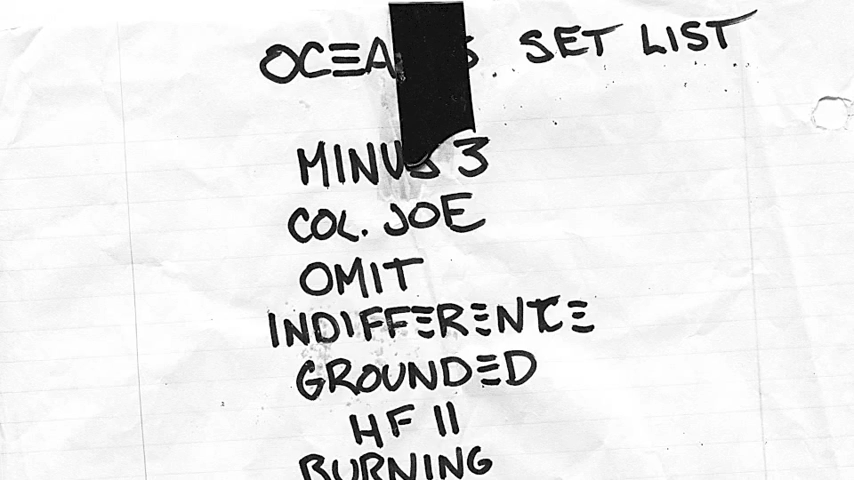 SET LIST
MINUS 3
COL. JOE
OMIT
INDIFFERENCE
GROUNDED
HF II
BURNING